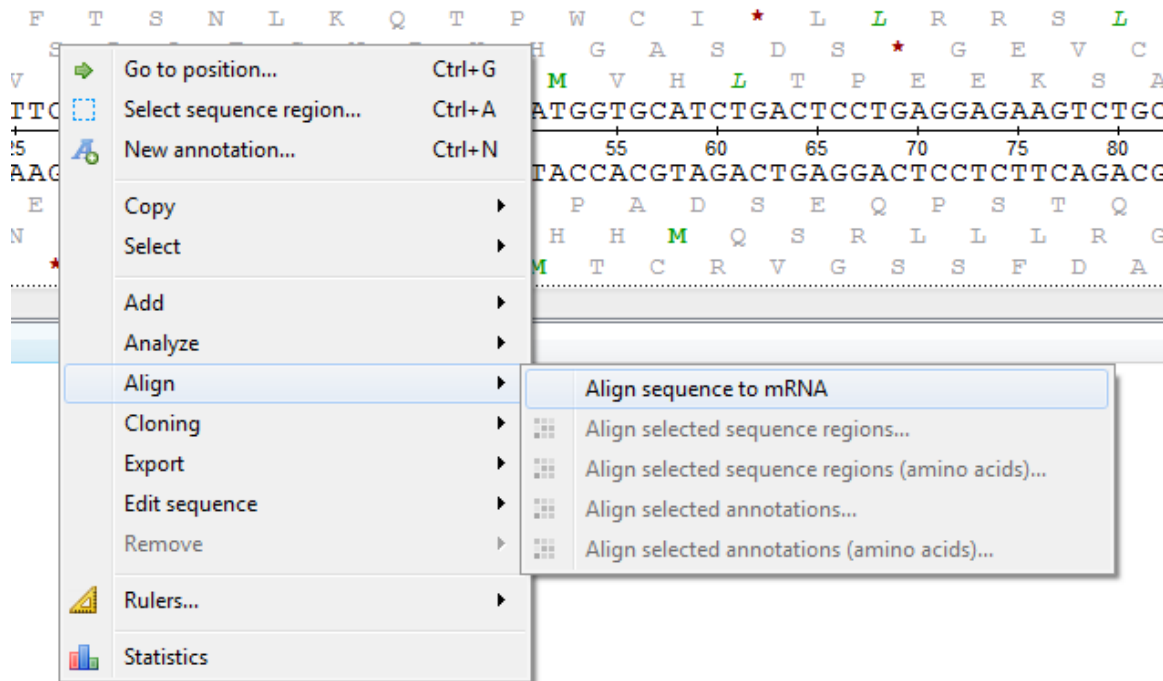 F T S N L K Q T P W C I * L L R R S L
S H G A S D S * G E V C
V M V H L T P E E K S A
TTC ATGGTGCATCTGACTCCTGAGGAGAAGTCTGC
25 55 60 65 70 75 80
AAG TACCACGTAGACTGAGGACTCCTCTTCAGACG
E P A D S E Q P S T Q
N H H M Q S R L L L R G
* M T C R V G S S F D A
Go to position... Ctrl+G
Select sequence region... Ctrl+A
New annotation... Ctrl+N
Copy
Select
Add
Analyze
Align
Cloning
Export
Edit sequence
Remove
Rulers...
Statistics
Align sequence to mRNA
Align selected sequence regions...
Align selected sequence regions (amino acids)...
Align selected annotations...
Align selected annotations (amino acids)...